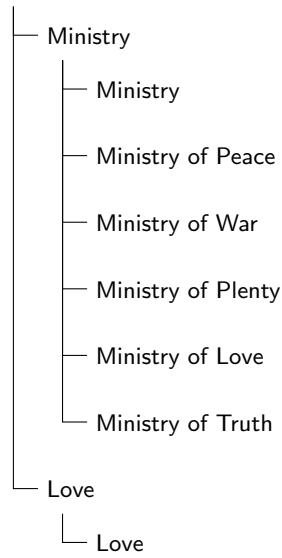 Ministry
Ministry
Ministry of Peace
Ministry of War
Ministry of Plenty
Ministry of Love
Ministry of Truth
Love
Love